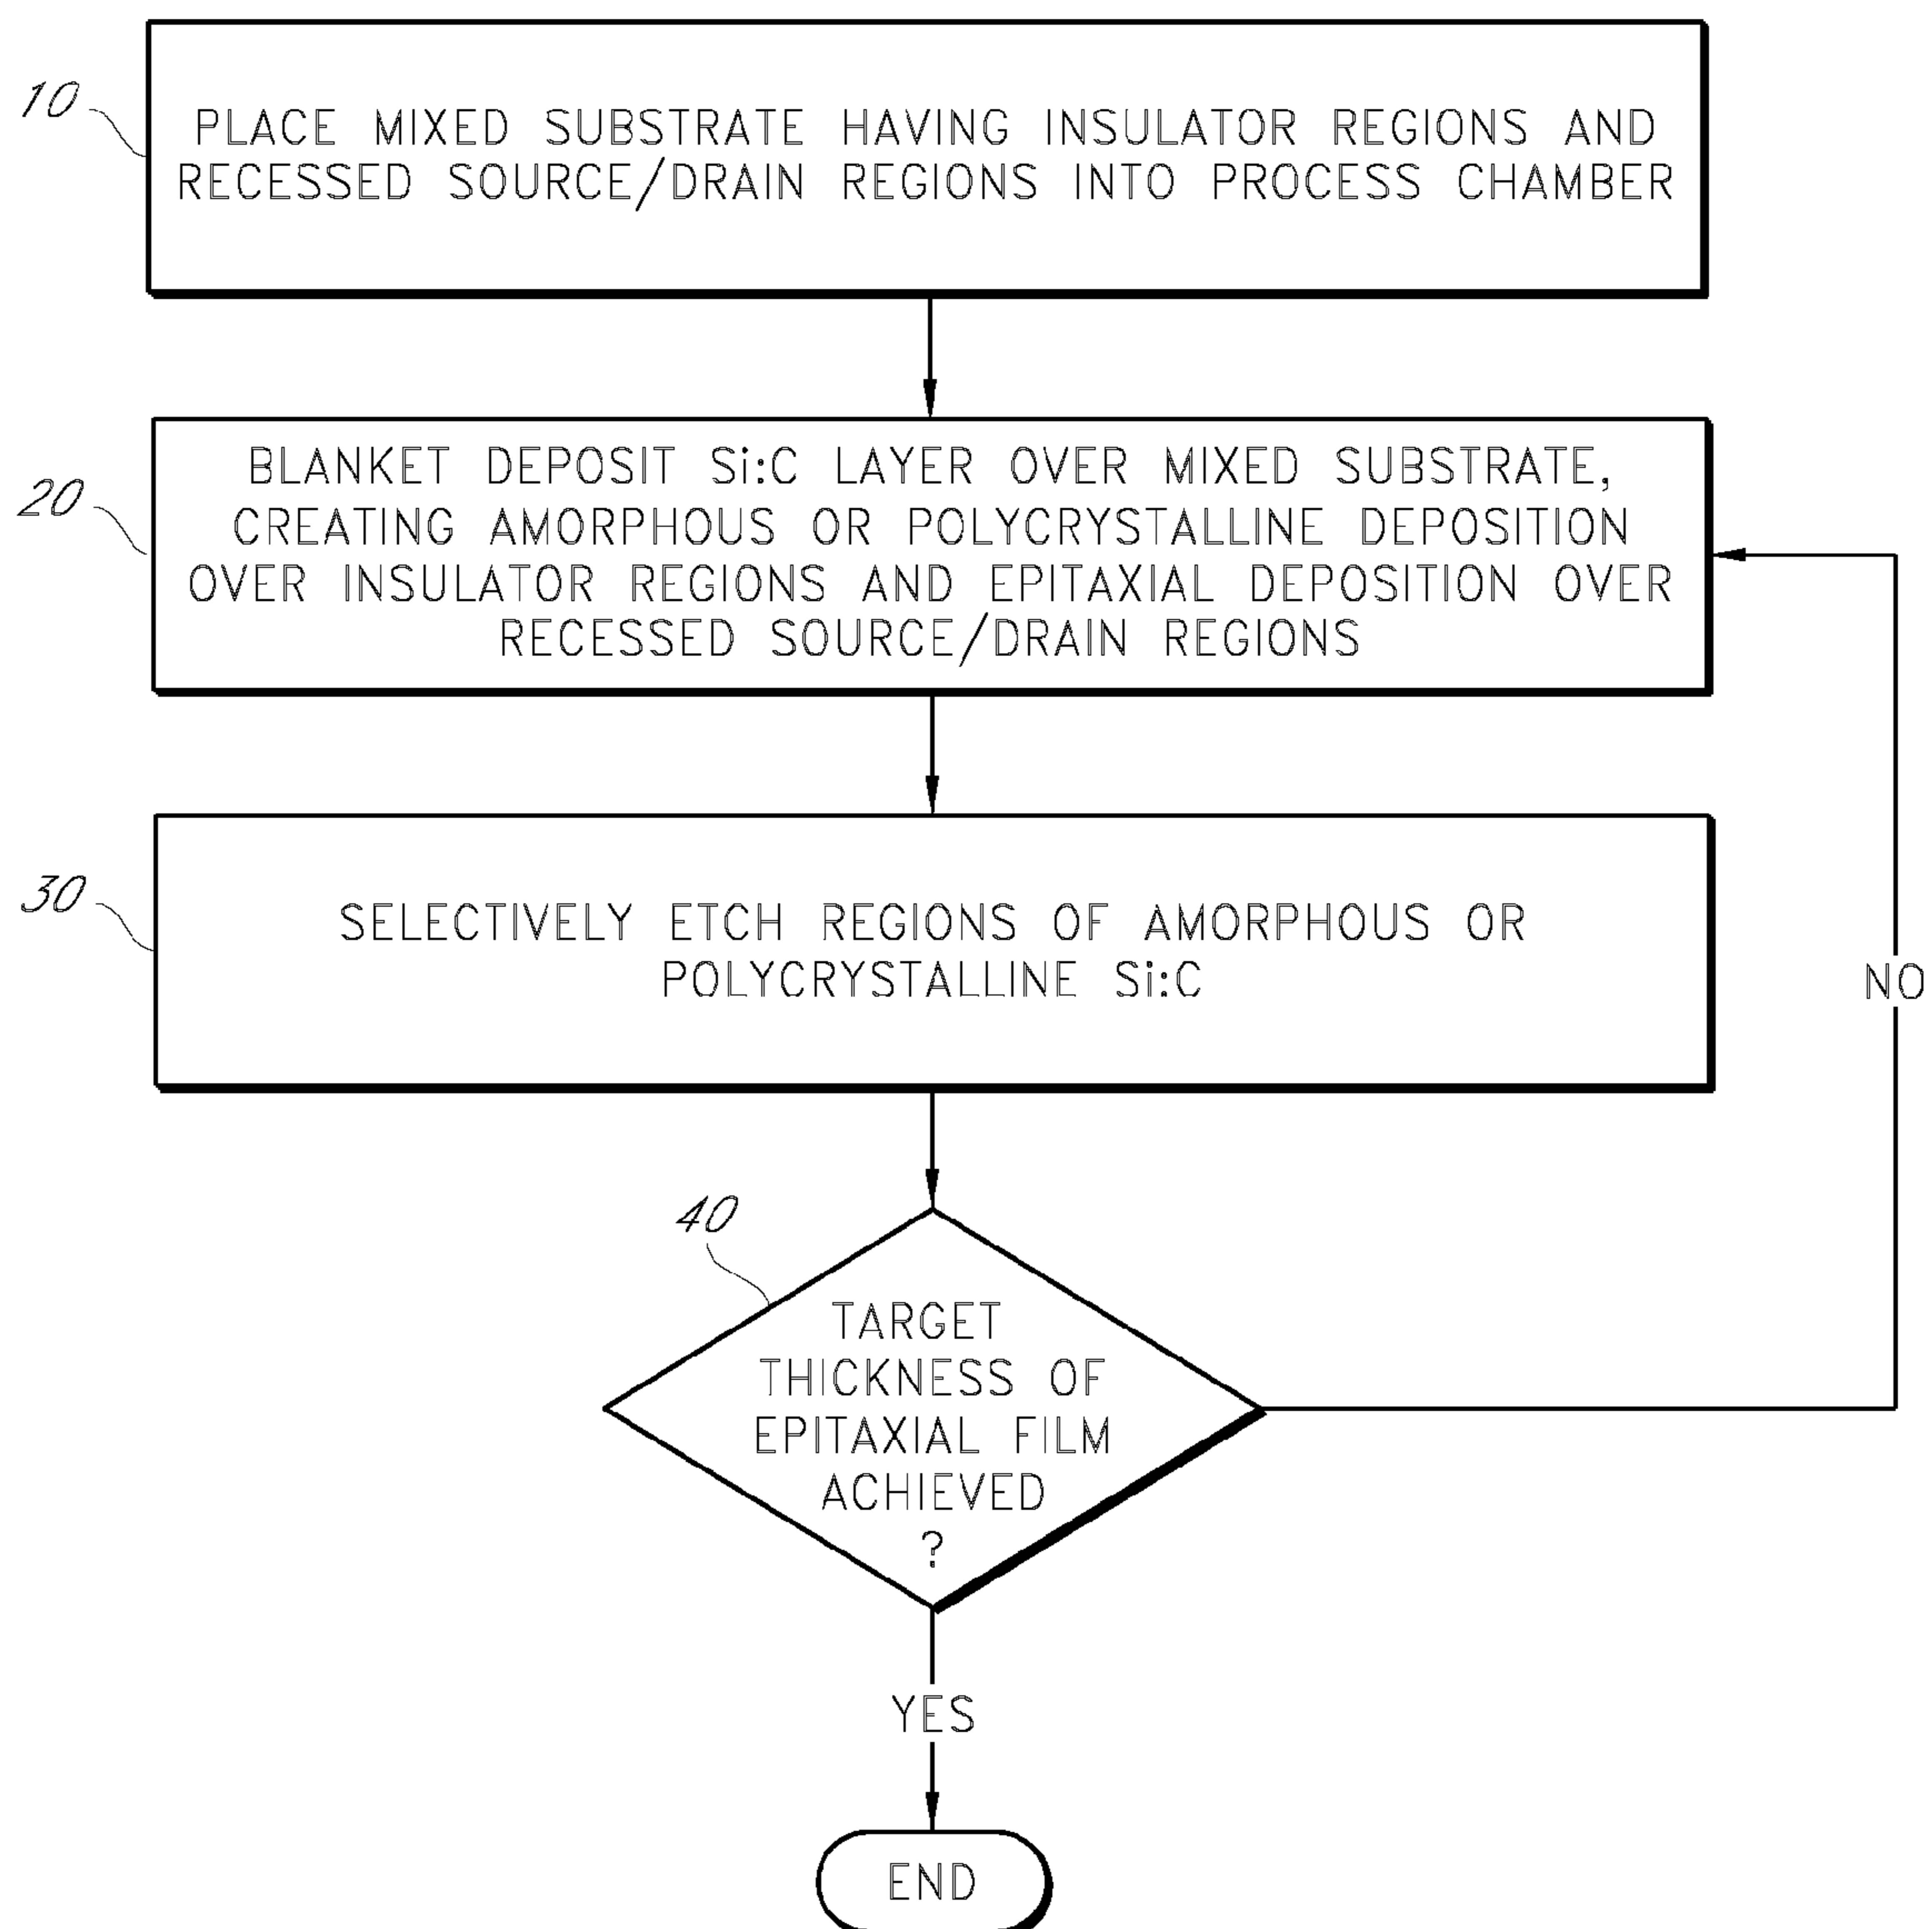 10
PLACE MIXED SUBSTRATE HAVING INSULATOR REGIONS AND
RECESSED SOURCE/DRAIN REGIONS INTO PROCESS CHAMBER
20
BLANKET DEPOSIT Si:C LAYER OVER MIXED SUBSTRATE,
CREATING AMORPHOUS OR POLYCRYSTALLINE DEPOSITION
OVER INSULATOR REGIONS AND EPITAXIAL DEPOSITION OVER
RECESSED SOURCE/DRAIN REGIONS
30
SELECTIVELY ETCH REGIONS OF AMORPHOUS OR
POLYCRYSTALLINE Si:C
NO
40
TARGET
THICKNESS OF
EPITAXIAL FILM
ACHIEVED
?
YES
END